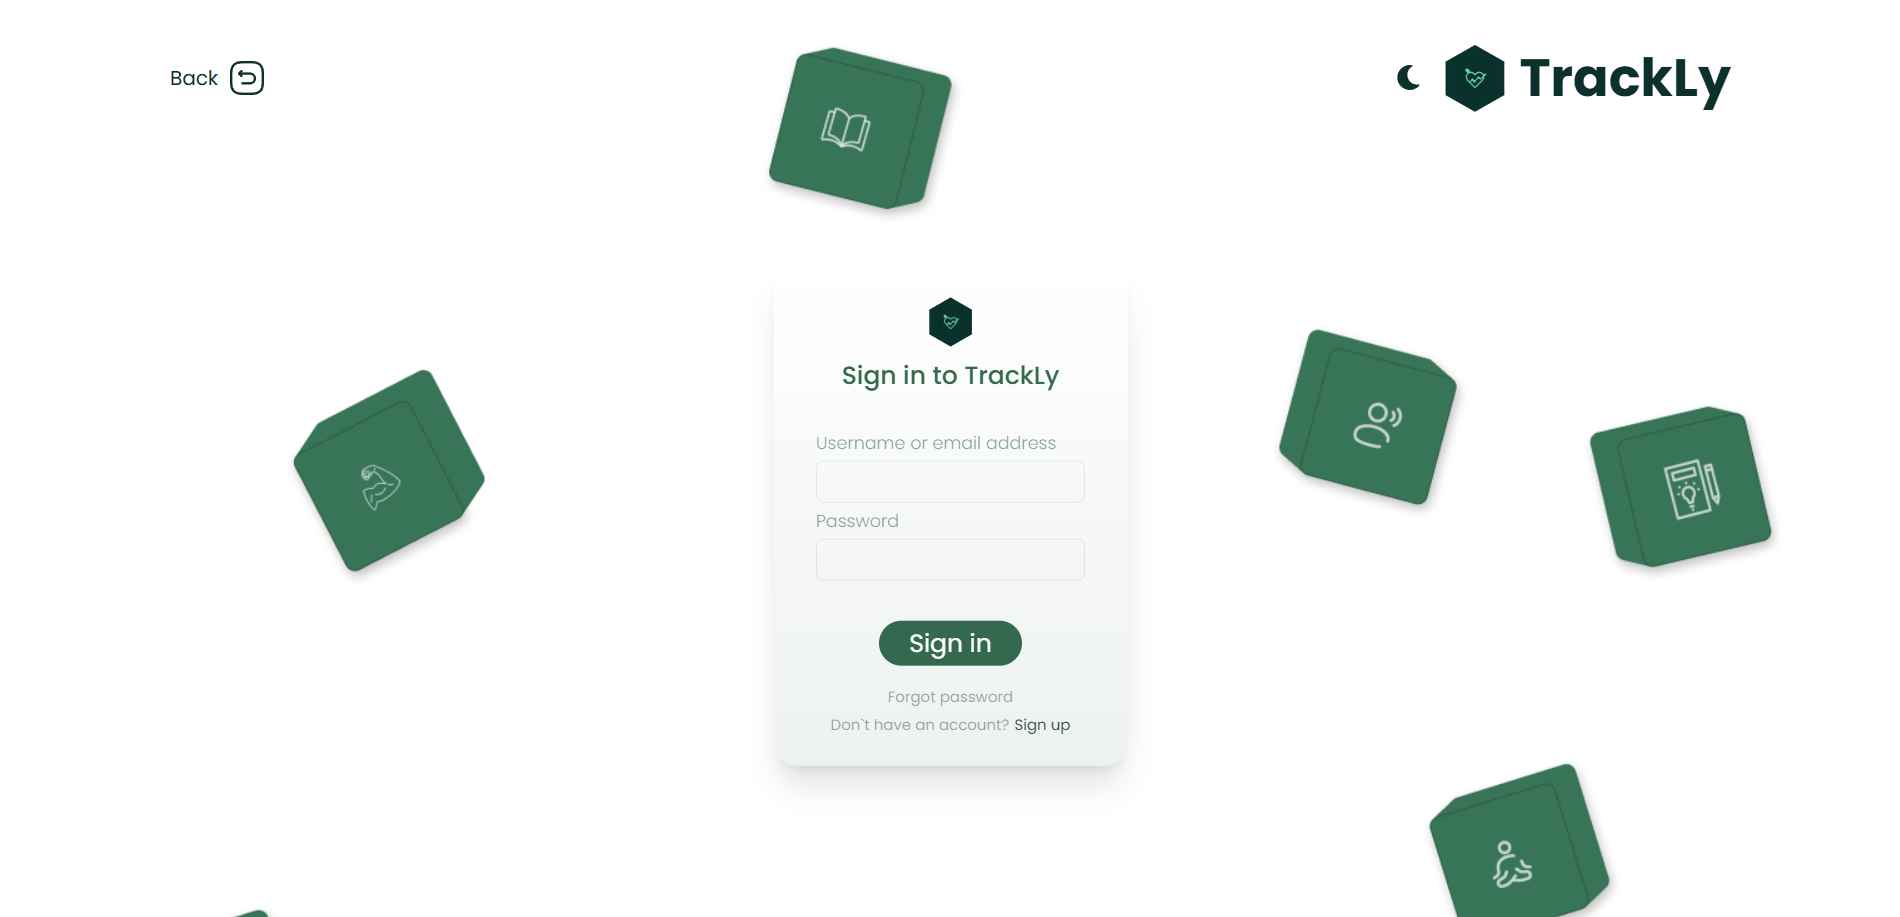 Back
TrackLy
Sign in to TrackLy
Username or email address
Password
Sign in
Forgot password
Don`t have an account? Sign up